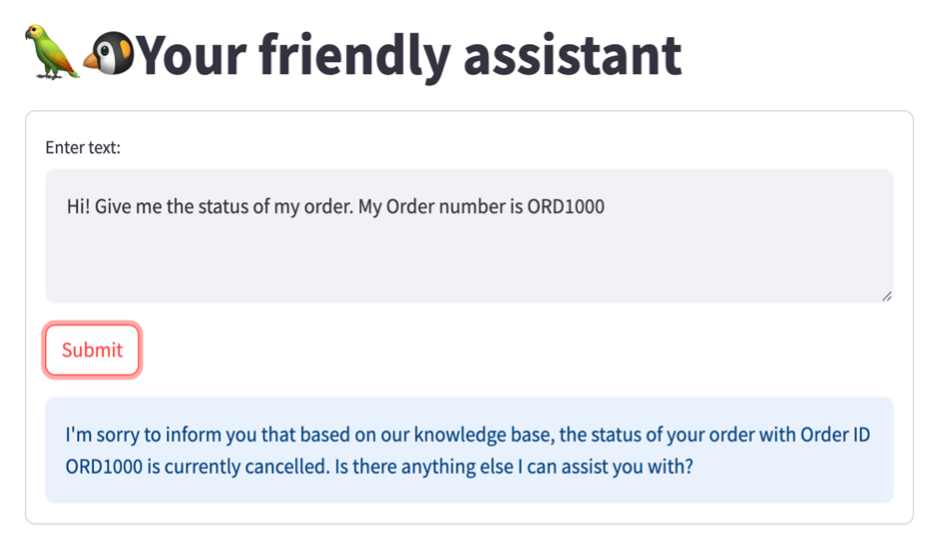 Your friendly assistant
Enter text:
Hi! Give me the status of my order. My Order number is ORD1000
Submit
I'm sorry to inform you that based on our knowledge base, the status of your order with Order ID
ORD1000 is currently cancelled. Is there anything else I can assist you with?